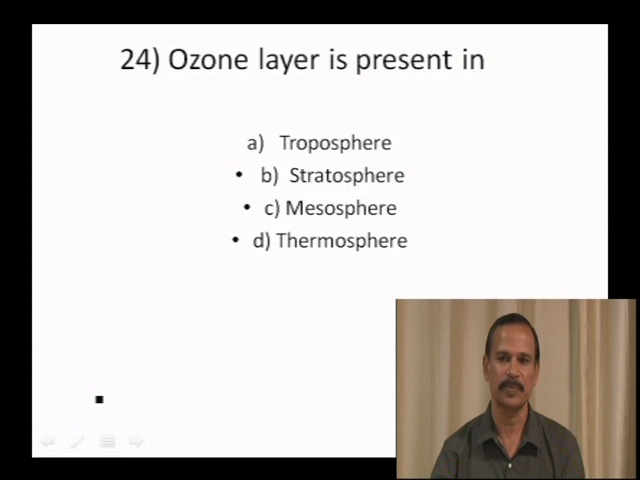 24) Ozone layer is present in
a) Troposphere
• b) Stratosphere
• c) Mesosphere
• d) Thermosphere